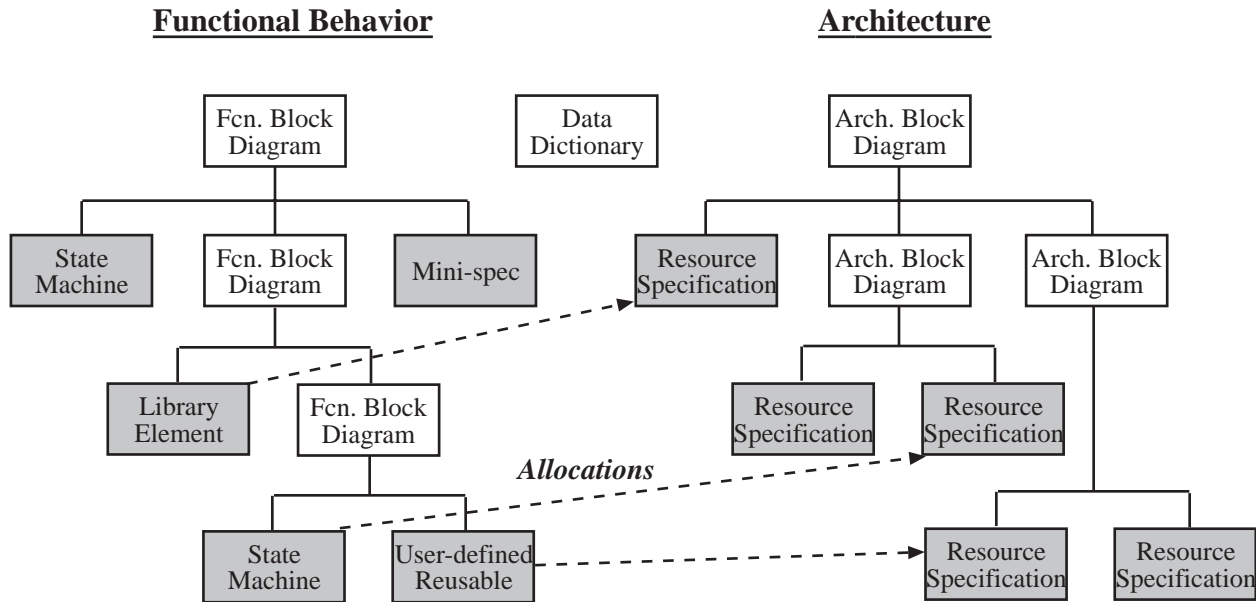 Functional Behavior
Architecture
Fcn. Block
Diagram
Data
Dictionary
Arch. Block
Diagram
State
Machine
Fcn. Block
Diagram
Mini-spec
Resource
Specification
Arch. Block
Diagram
Arch. Block
Diagram
Library
Element
Fcn. Block
Diagram
Resource
Specification
Resource
Specification
Allocations
State
Machine
User-defined
Reusable
Resource
Specification
Resource
Specification